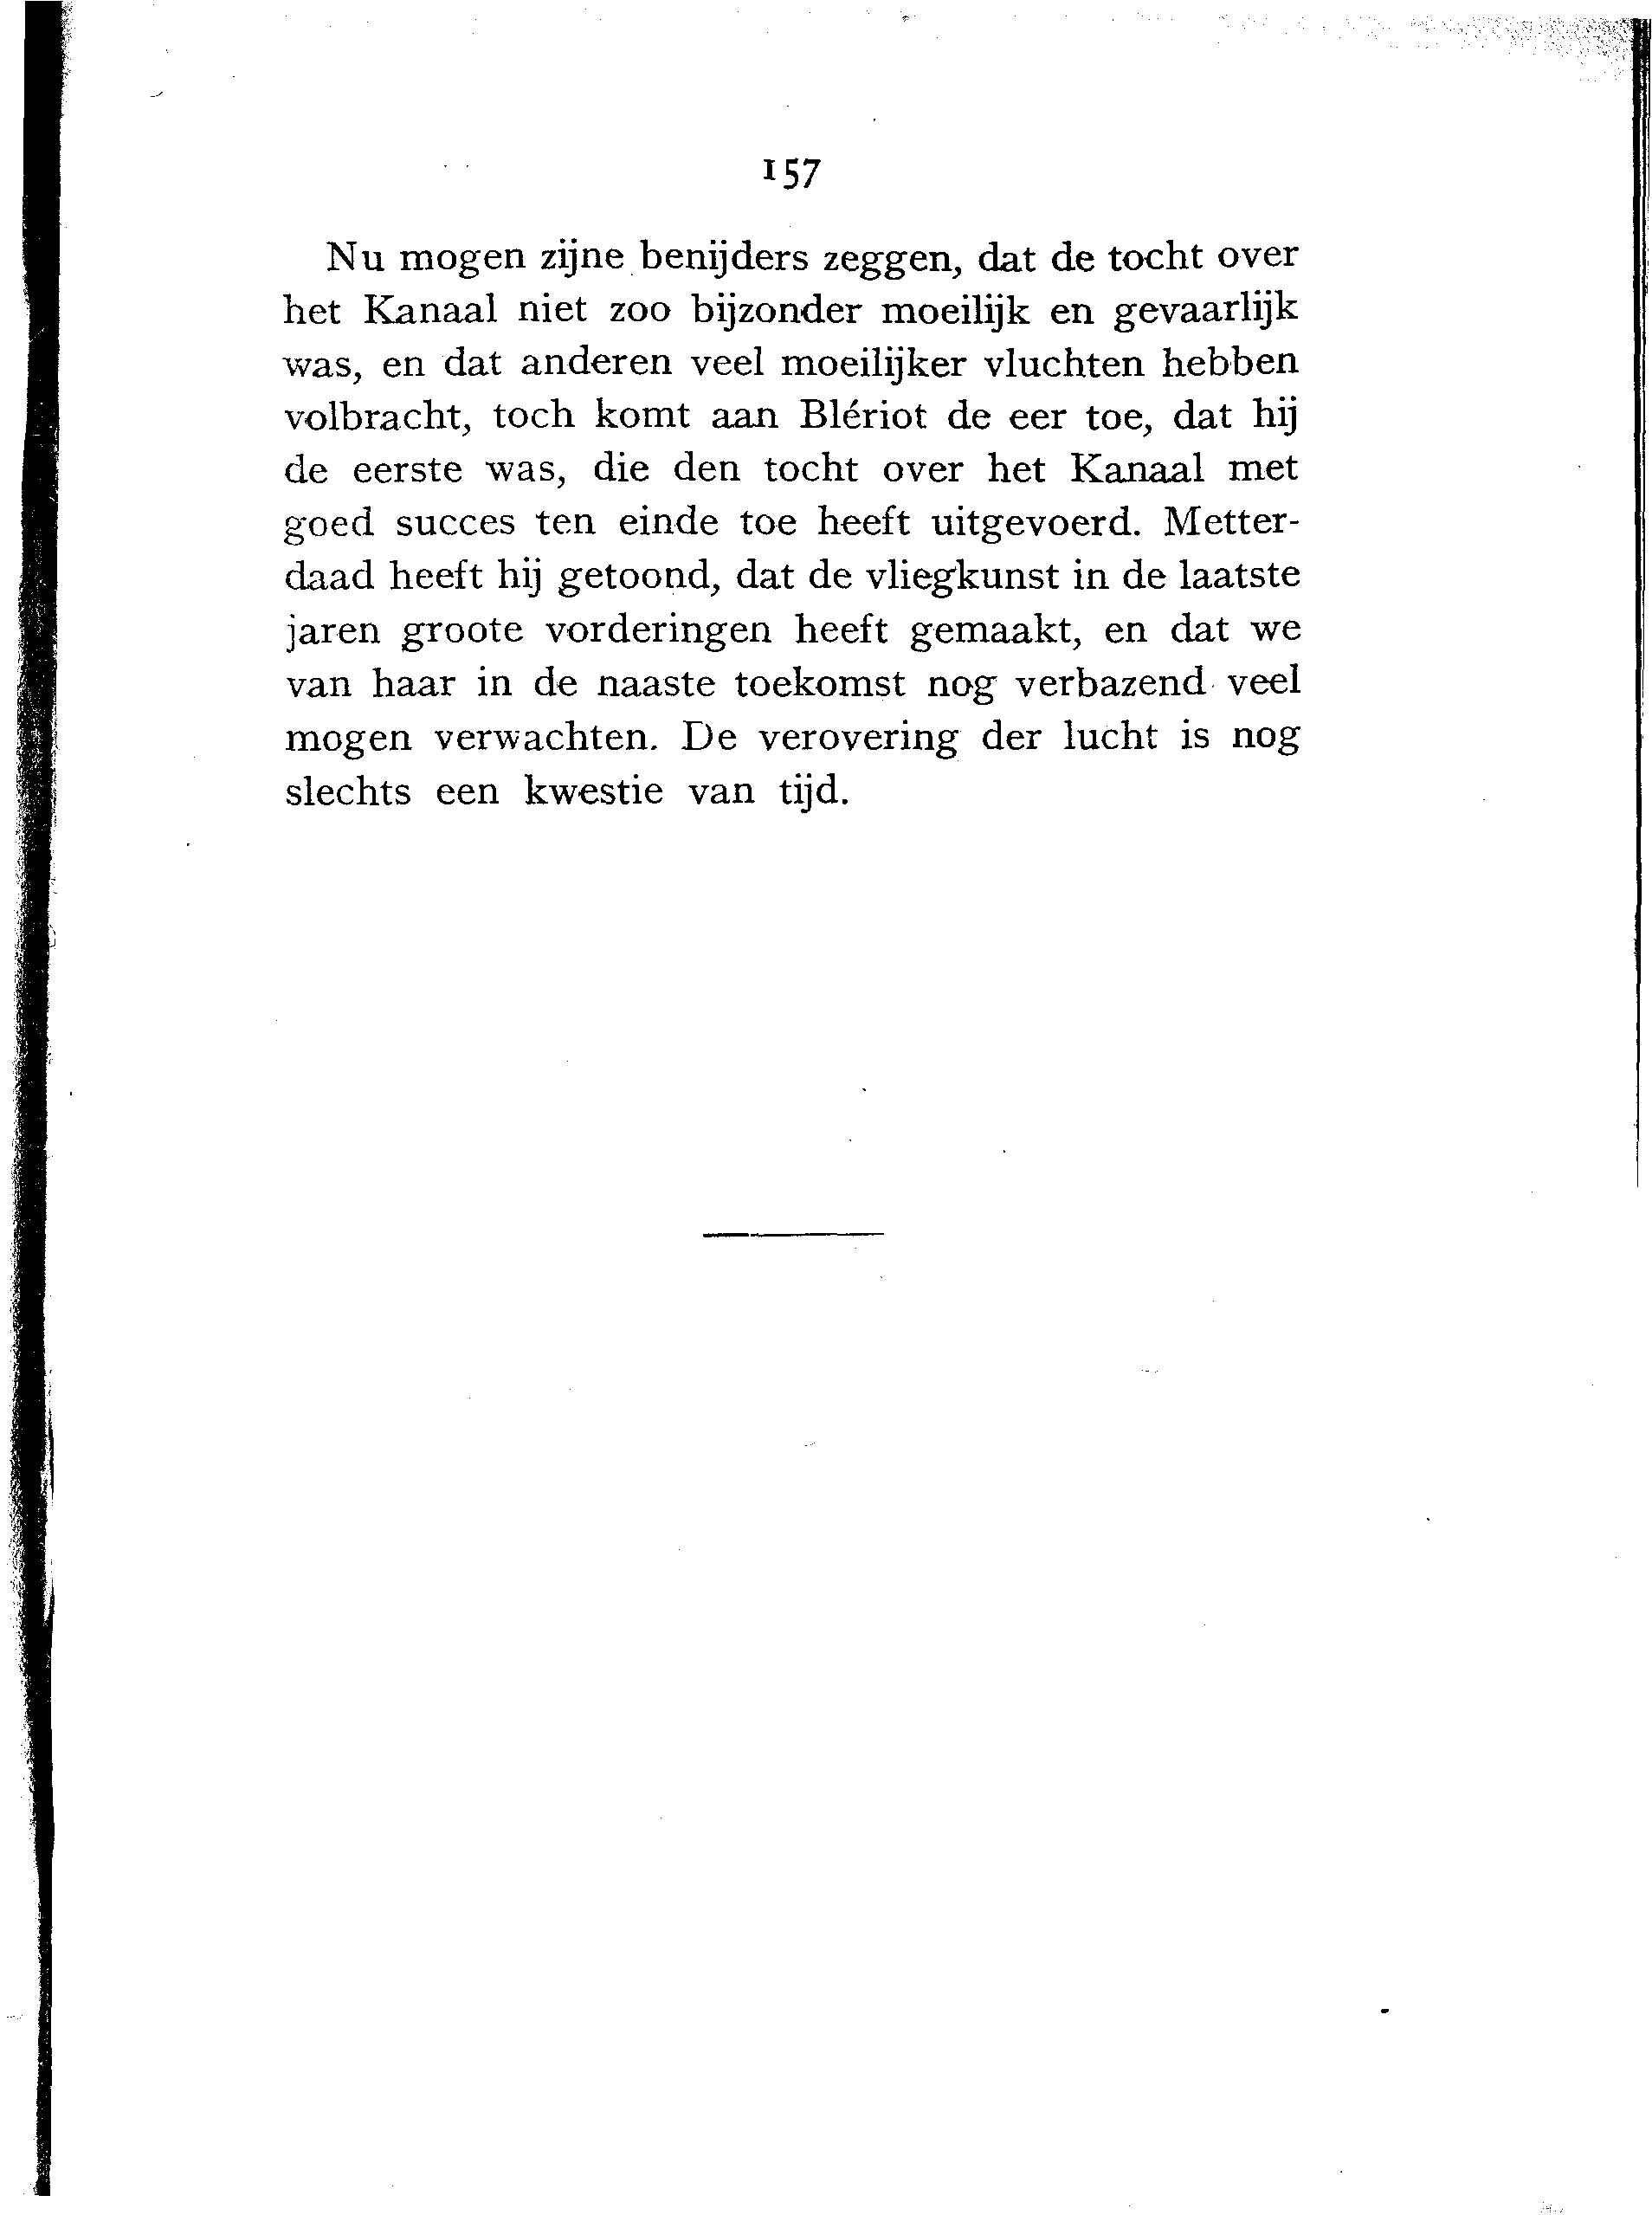 157
Nu mogen zijne benijders zeggen, dat de tocht over
het Kanaal niet zoo bijzonder moeilijk en gevaarlijk
was, en dat anderen veel moeilijker vluchten hebben
volbracht, toch komt aan Blériot de eer toe, dat hij
de eerste was, die den tocht over het Kanaal met
goed succes ten einde toe heeft uitgevoerd. Metter-
daad heeft hij getoond, dat de vliegkunst in de laatste
jaren groote vorderingen heeft gemaakt, en dat we
van haar in de naaste toekomst nog verbazend veel
mogen verwachten. De verovering der lucht is nog
slechts een kwestie van tijd.